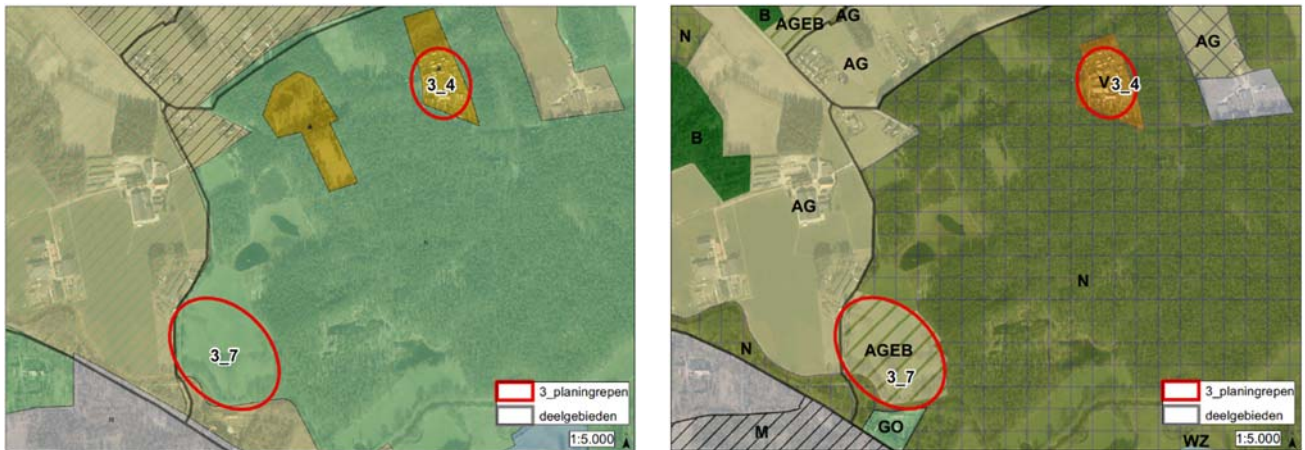 3_4
3_7
3_planingrepen
deelgebieden
1:5.000
B
AG
AGEB
N
AG
AG
V
3_4
B
AG
N
N
AGEB
3_7
M
GO
WZ
3_planingrepen
deelgebieden
1:5.000